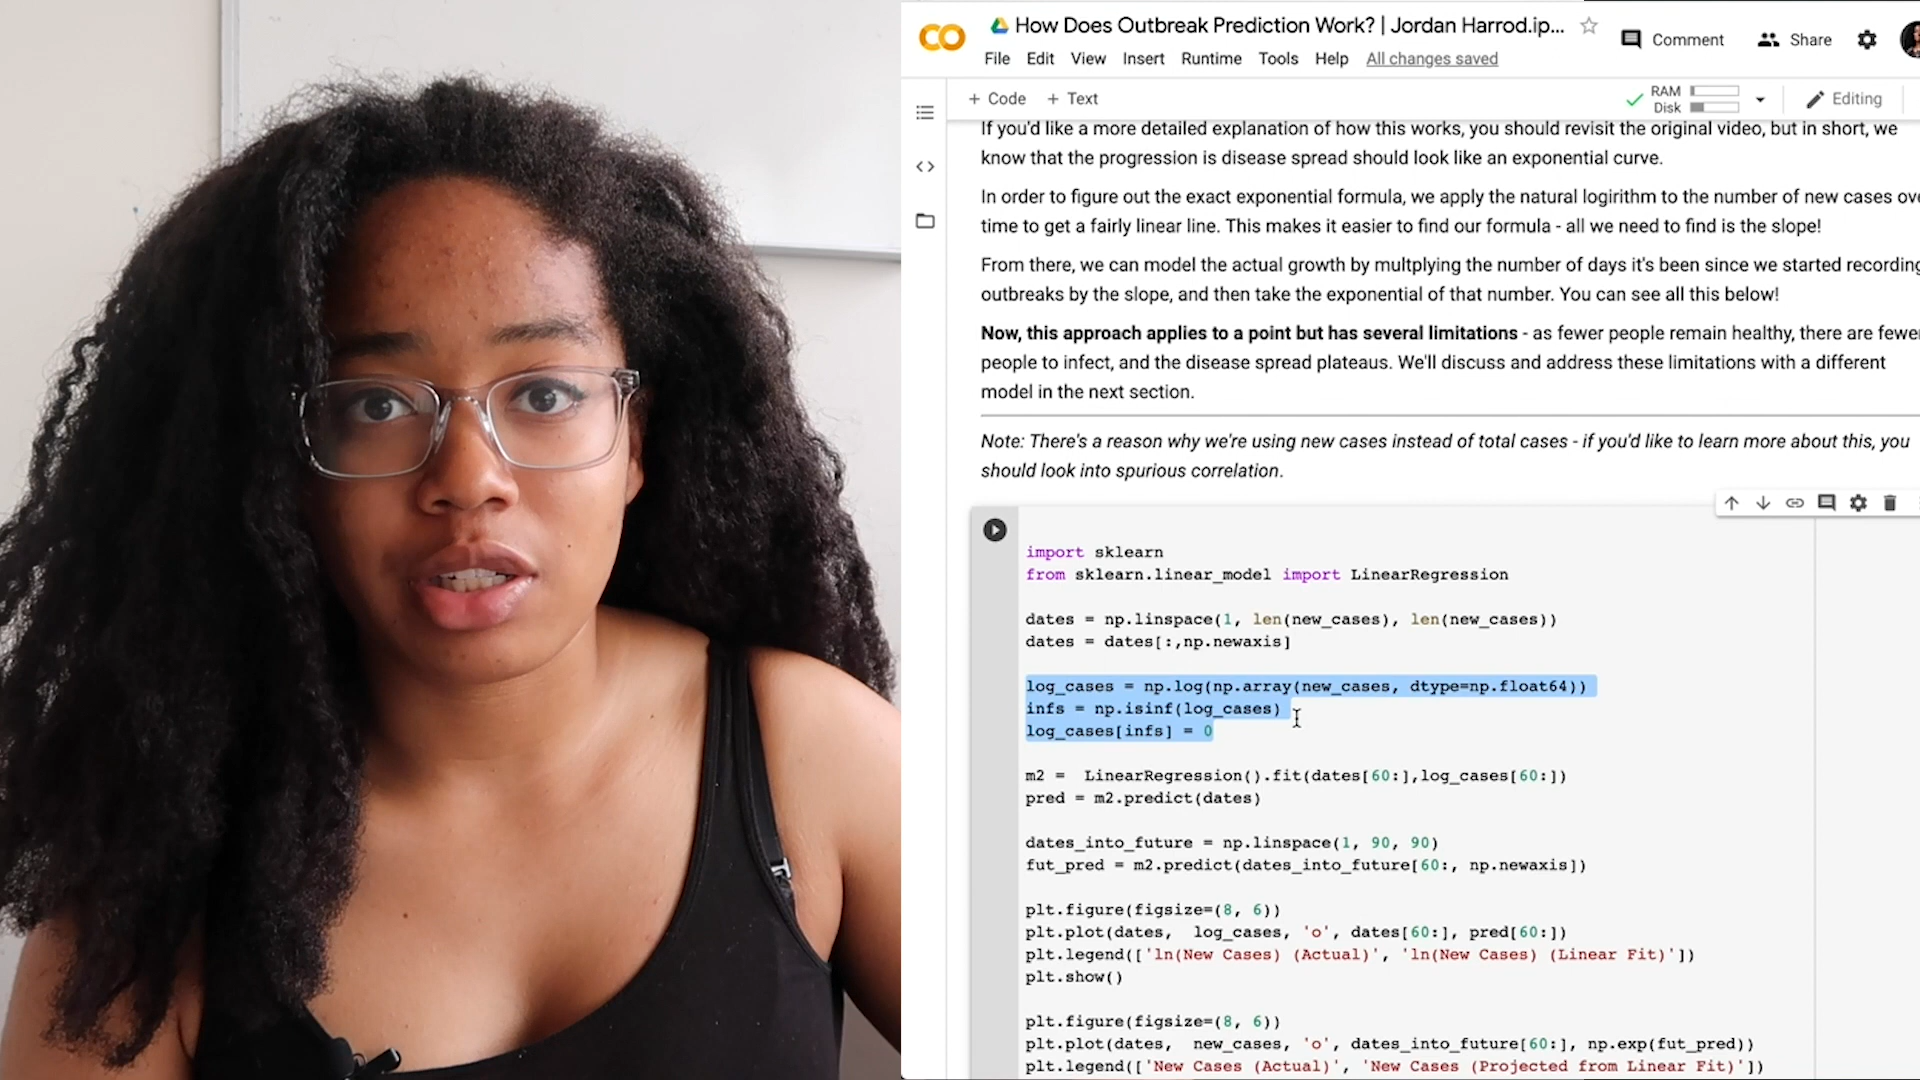 How Does Outbreak Prediction Work? | Jordan Harrod.ip...
Comment
Share
File Edit View Insert Runtime Tools Help All changes saved
+ Code + Text
RAM
Disk
Editing
If you'd like a more detailed explanation of how this works, you should revisit the original video, but in short, we
know that the progression is disease spread should look like an exponential curve.
In order to figure out the exact exponential formula, we apply the natural logirithm to the number of new cases ove
time to get a fairly linear line. This makes it easier to find our formula - all we need to find is the slope!
From there, we can model the actual growth by multplying the number of days it's been since we started recording
outbreaks by the slope, and then take the exponential of that number. You can see all this below!
Now, this approach applies to a point but has several limitations - as fewer people remain healthy, there are fewer
people to infect, and the disease spread plateaus. We'll discuss and address these limitations with a different
model in the next section.
Note: There's a reason why we're using new cases instead of total cases - if you'd like to learn more about this, you
should look into spurious correlation.
import sklearn
from sklearn.linear_model import LinearRegression
dates = np.linspace(1, len(new_cases), len(new_cases))
dates = dates[:,np.newaxis]
log_cases = np.log(np.array(new_cases, dtype=np.float64))
infs = np.isinf(log_cases)
log_cases[infs] = 0
m2 =  LinearRegression().fit(dates[60:],log_cases[60:])
pred = m2.predict(dates)
dates_into_future = np.linspace(1, 90, 90)
fut_pred = m2.predict(dates_into_future[60:, np.newaxis])
plt.figure(figsize=(8, 6))
plt.plot(dates,  log_cases, 'o', dates[60:], pred[60:])
plt.legend(['ln(New Cases) (Actual)', 'ln(New Cases) (Linear Fit)'])
plt.show()
plt.figure(figsize=(8, 6))
plt.plot(dates,  new_cases, 'o', dates_into_future[60:], np.exp(fut_pred))
plt.legend(['New Cases (Actual)', 'New Cases (Projected from Linear Fit)'])